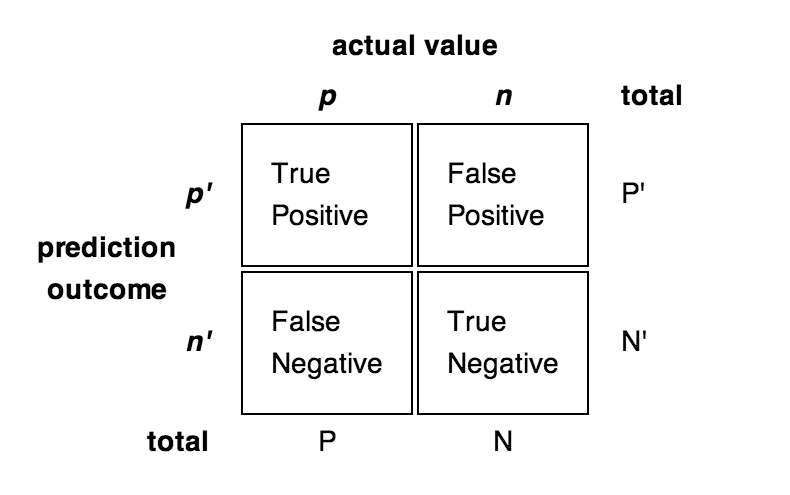 actual value
p n total
True False
Positive Positive
p' P'
prediction
outcome
False True
Negative Negative
n' N'
total P N